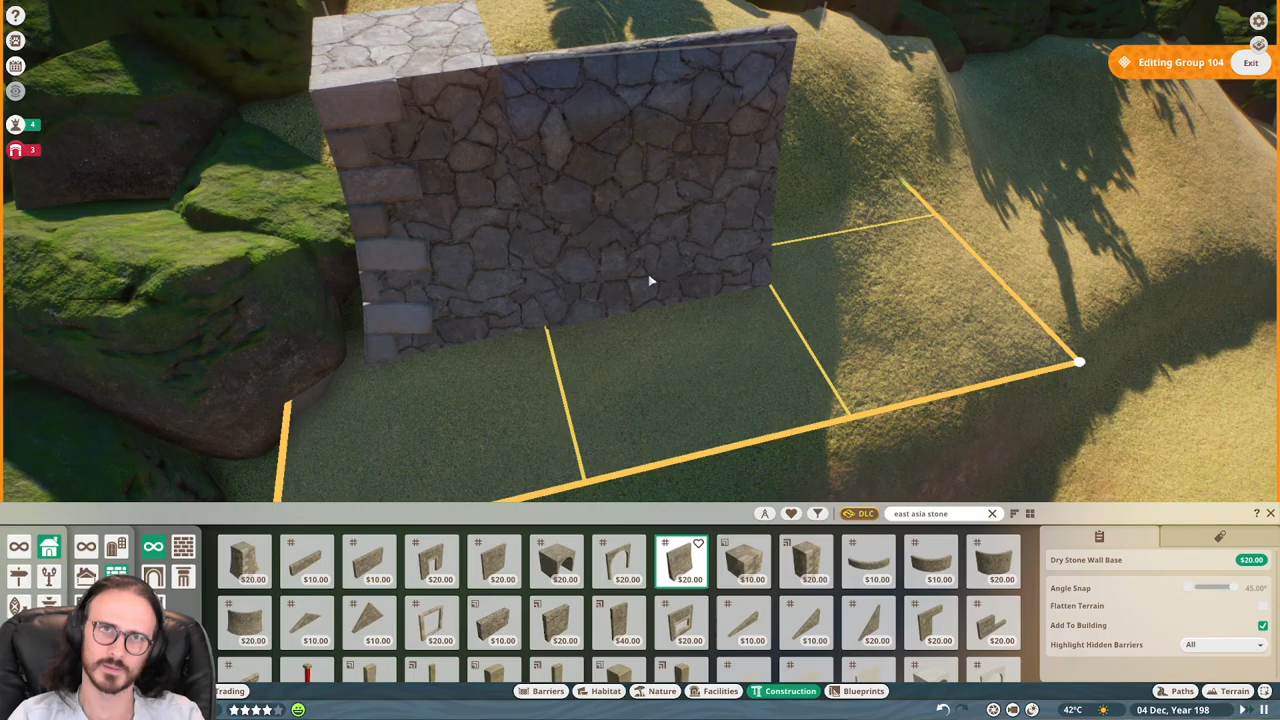 ?
4
3
Editing Group 104
Exit
A
DLC
east asia stone
?
$20.00
$10.00
$10.00
$20.00
$20.00
$20.00
$20.00
$20.00
$10.00
$20.00
$10.00
$10.00
$20.00
Dry Stone Wall Base
$20.00
Angle Snap
45.00°
Flatten Terrain
Add To Building
Highlight Hidden Barriers
All
$20.00
$10.00
$10.00
$20.00
$10.00
$20.00
$40.00
$20.00
$10.00
$10.00
$20.00
$20.00
$20.00
Trading
Barriers
Habitat
Nature
Facilities
Construction
Blueprints
Paths
Terrain
42°C
04 Dec, Year 198